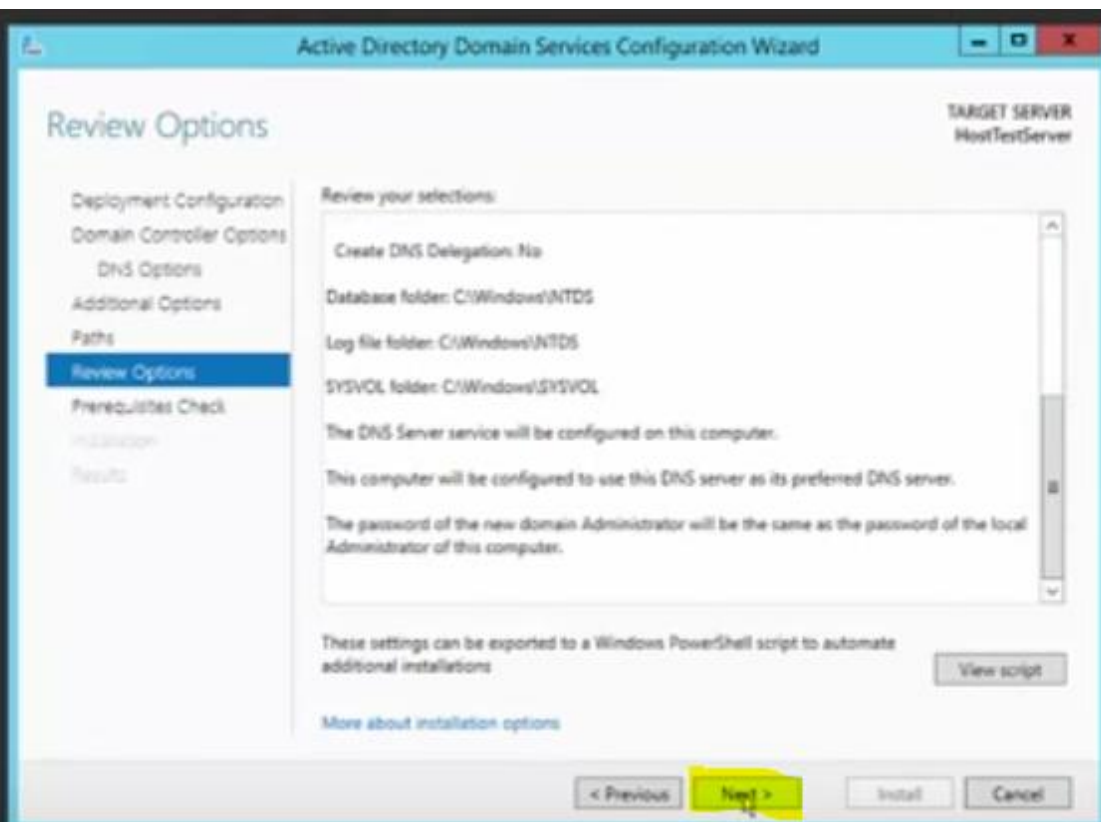 Active Directory Domain Services Configuration Wizard
Review Options
TARGET SERVER
HostTestServer
Deployment Configuration
Domain Controller Options
DNS Options
Additional Options
Paths
Review Options
Prerequisites Check
Installation
Results
Review your selections:
Create DNS Delegation: No
Database folder: C:\Windows\NTDS
Log file folder: C:\Windows\NTDS
SYSVOL folder: C:\Windows\SYSVOL
The DNS Server service will be configured on this computer.
This computer will be configured to use this DNS server as its preferred DNS server.
The password of the new domain Administrator will be the same as the password of the local
Administrator of this computer.
These settings can be exported to a Windows PowerShell script to automate
additional installations
View script
More about installation options
< Previous
Next >
Install
Cancel